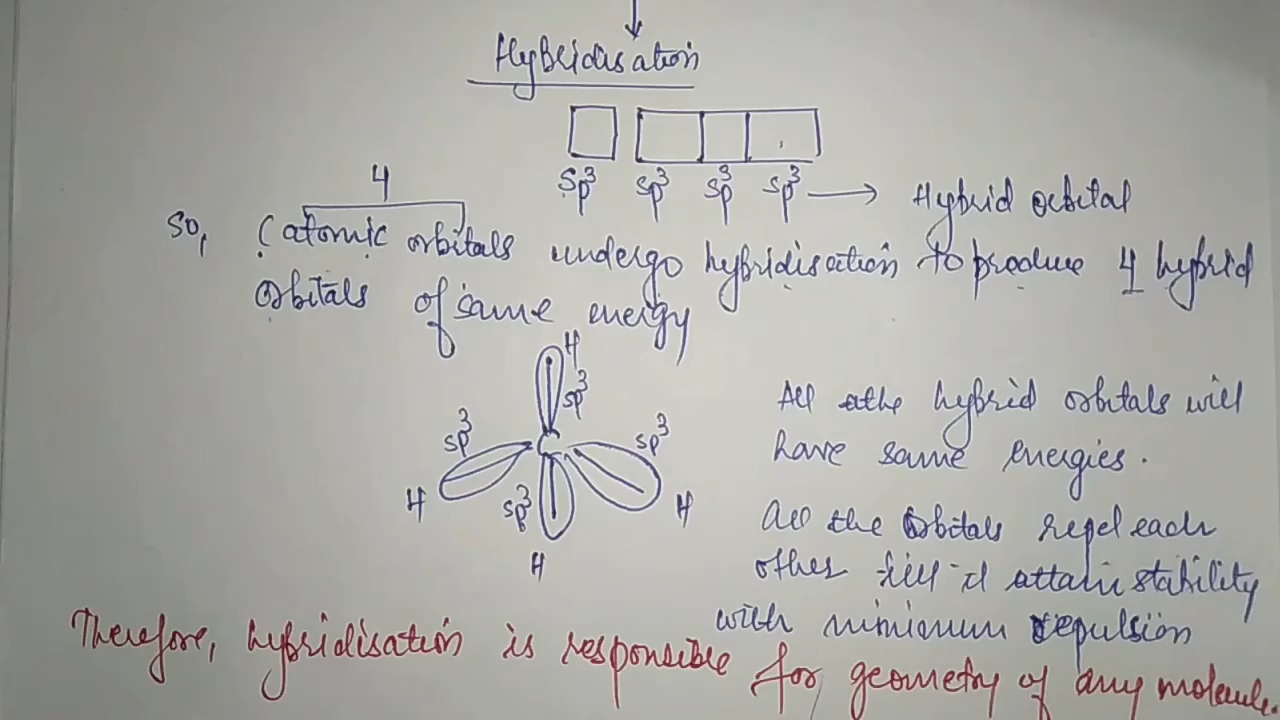 Hybridisation
sp³ sp³ sp³ sp³ → Hybrid orbital
4
So, (atomic orbitals undergo hybridisation to produce 4 hybrid
orbitals of same energy
H
sp³
sp³ sp³
C
H sp³ H
H
All the hybrid orbitals will
have same energies.
All the orbitals repel each
other till it attain stability
with minimum repulsion
Therefore, hybridisation is responsible for geometry of any molecule.